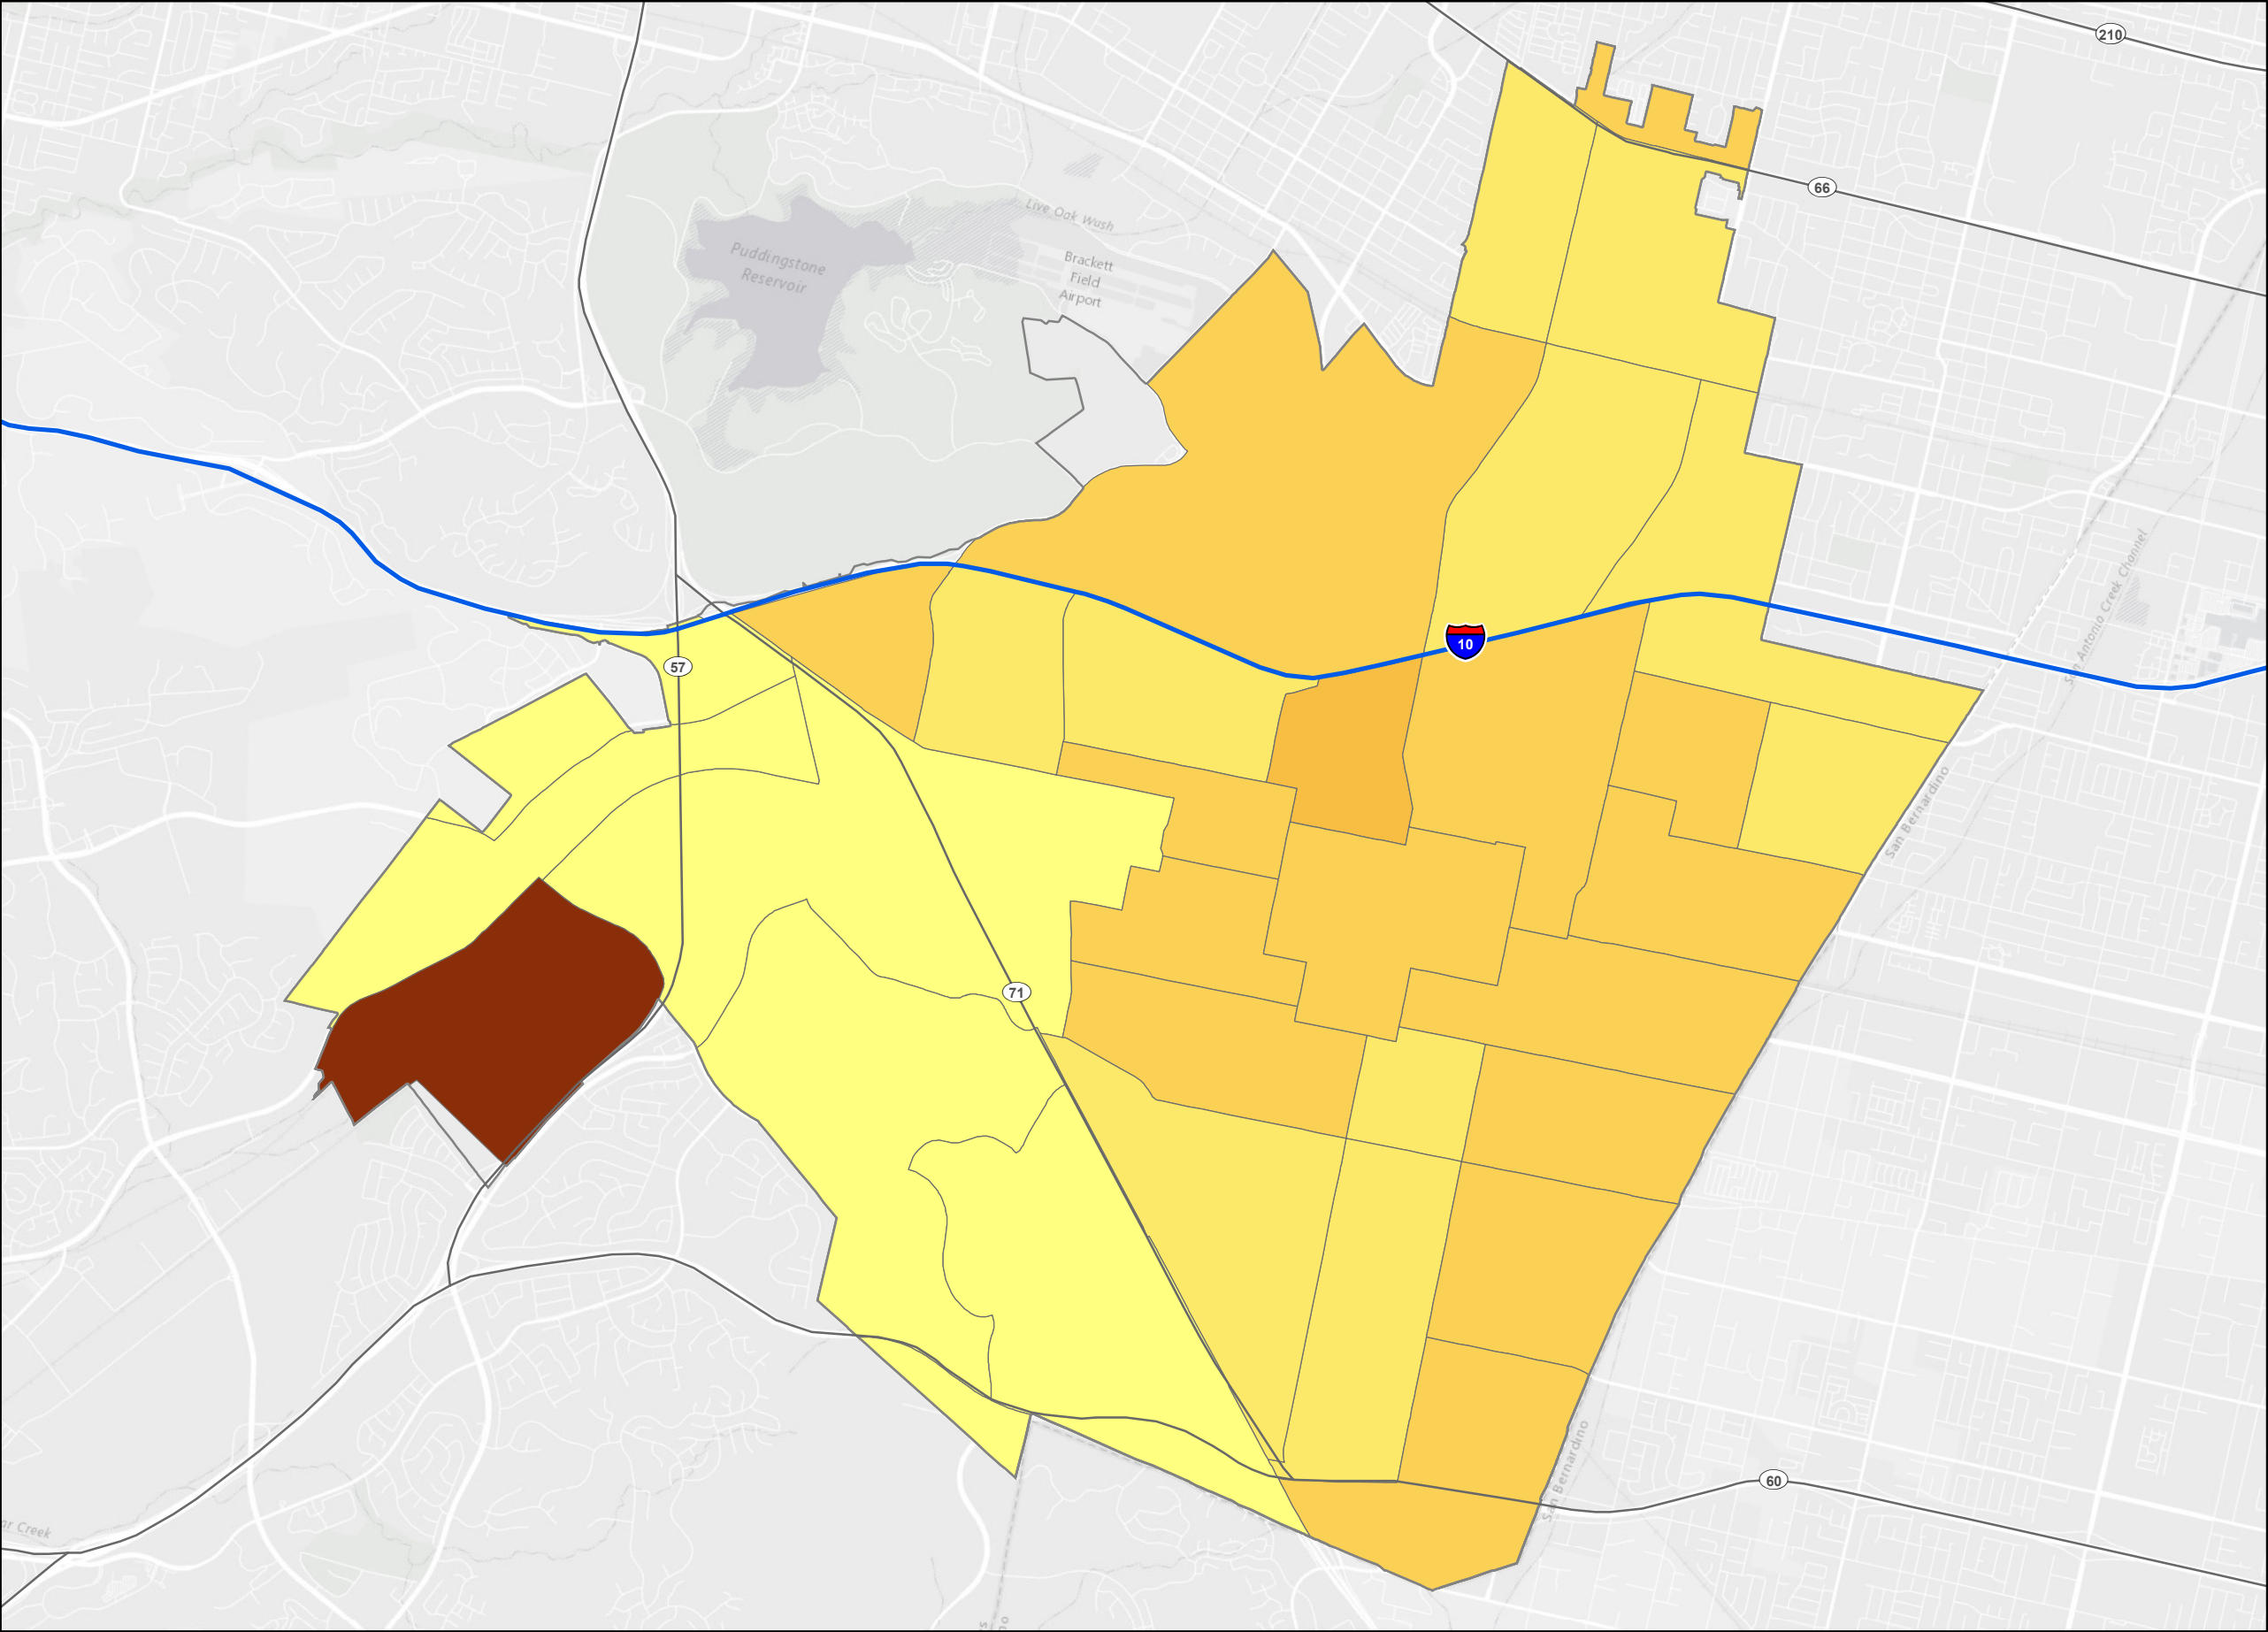 210
66
Live Oak Wash
Puddingstone
Reservoir
Brackett
Field
Airport
10
57
San Antonio Creek Channel
San Bernardino
71
60
San Bernardino
ar Creek